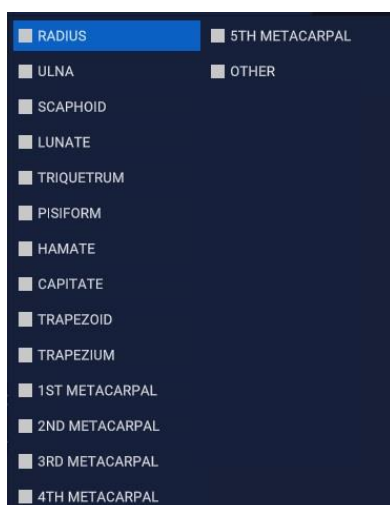 RADIUS
ULNA
SCAPHOID
LUNATE
TRIQUETRUM
PISIFORM
HAMATE
CAPITATE
TRAPEZOID
TRAPEZIUM
1ST METACARPAL
2ND METACARPAL
3RD METACARPAL
4TH METACARPAL
5TH METACARPAL
OTHER